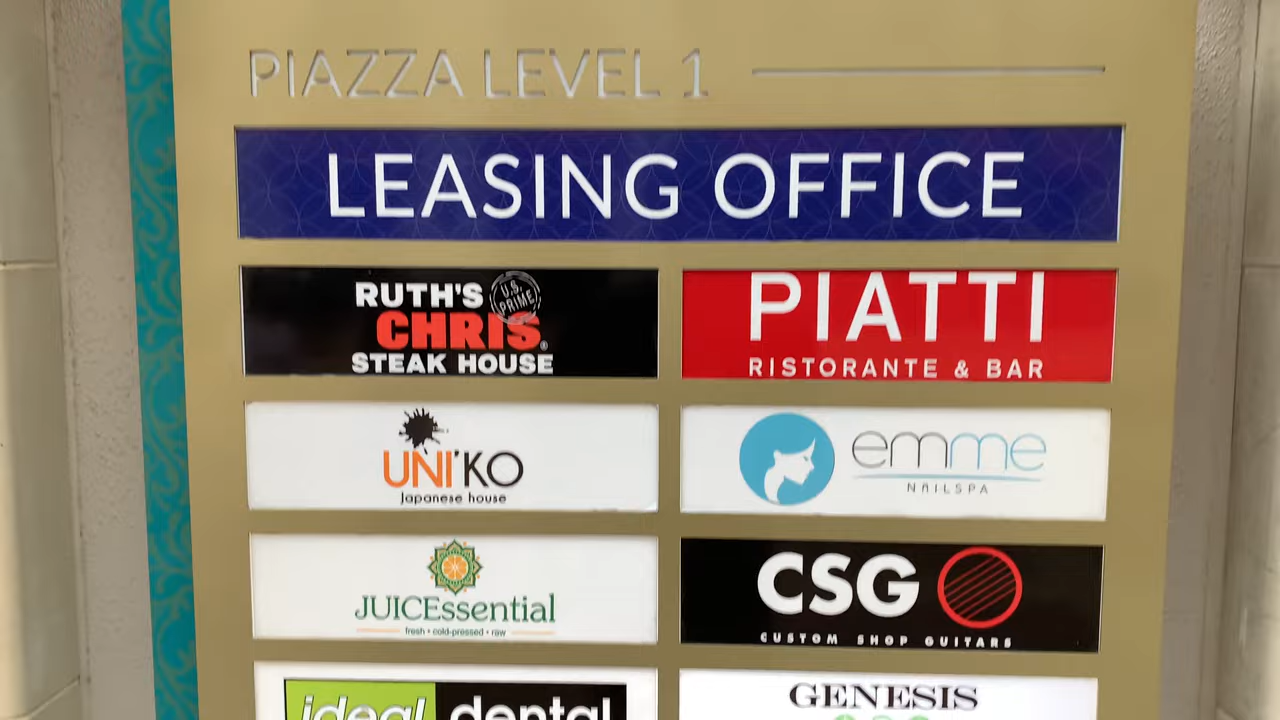 PIAZZA LEVEL 1
LEASING OFFICE
RUTH'S
U.S.
PRIME
CHRIS®
STEAK HOUSE
PIATTI
RISTORANTE & BAR
UNI'KO
japanese house
emme
NAILSPA
JUICEssential
fresh • cold-pressed • raw
CSG
CUSTOM SHOP GUITARS
ideal dental
GENESIS